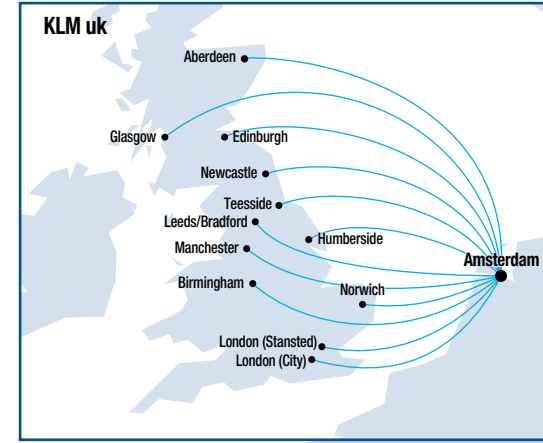 KLM uk
Aberdeen
Glasgow
Edinburgh
Newcastle
Teesside
Leeds/Bradford
Humberside
Manchester
Amsterdam
Birmingham
Norwich
London (Stansted)
London (City)